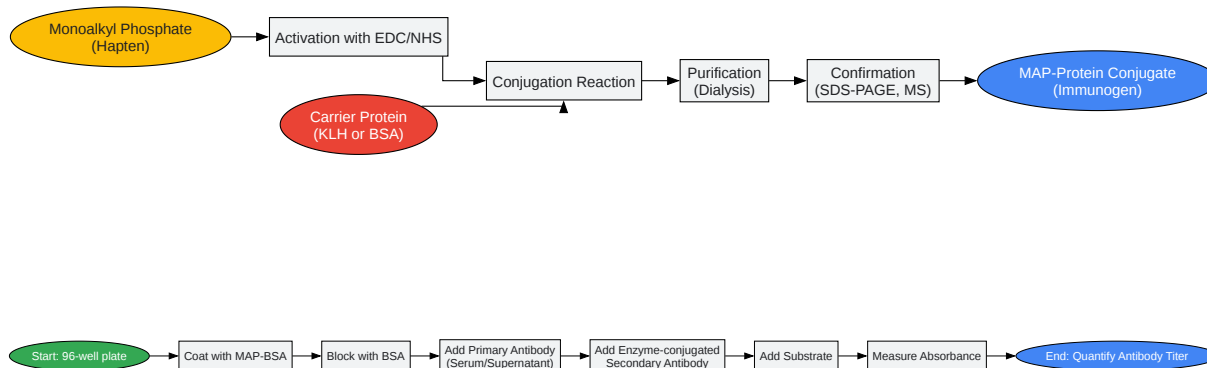 Monoalkyl Phosphate
(Hapten)
Activation with EDC/NHS
Conjugation Reaction
Carrier Protein
(KLH or BSA)
Purification
(Dialysis)
Confirmation
(SDS-PAGE, MS)
MAP-Protein Conjugate
(Immunogen)
Start: 96-well plate
Coat with MAP-BSA
Block with BSA
Add Primary Antibody
(Serum/Supernatant)
Add Enzyme-conjugated
Secondary Antibody
Add Substrate
Measure Absorbance
End: Quantify Antibody Titer